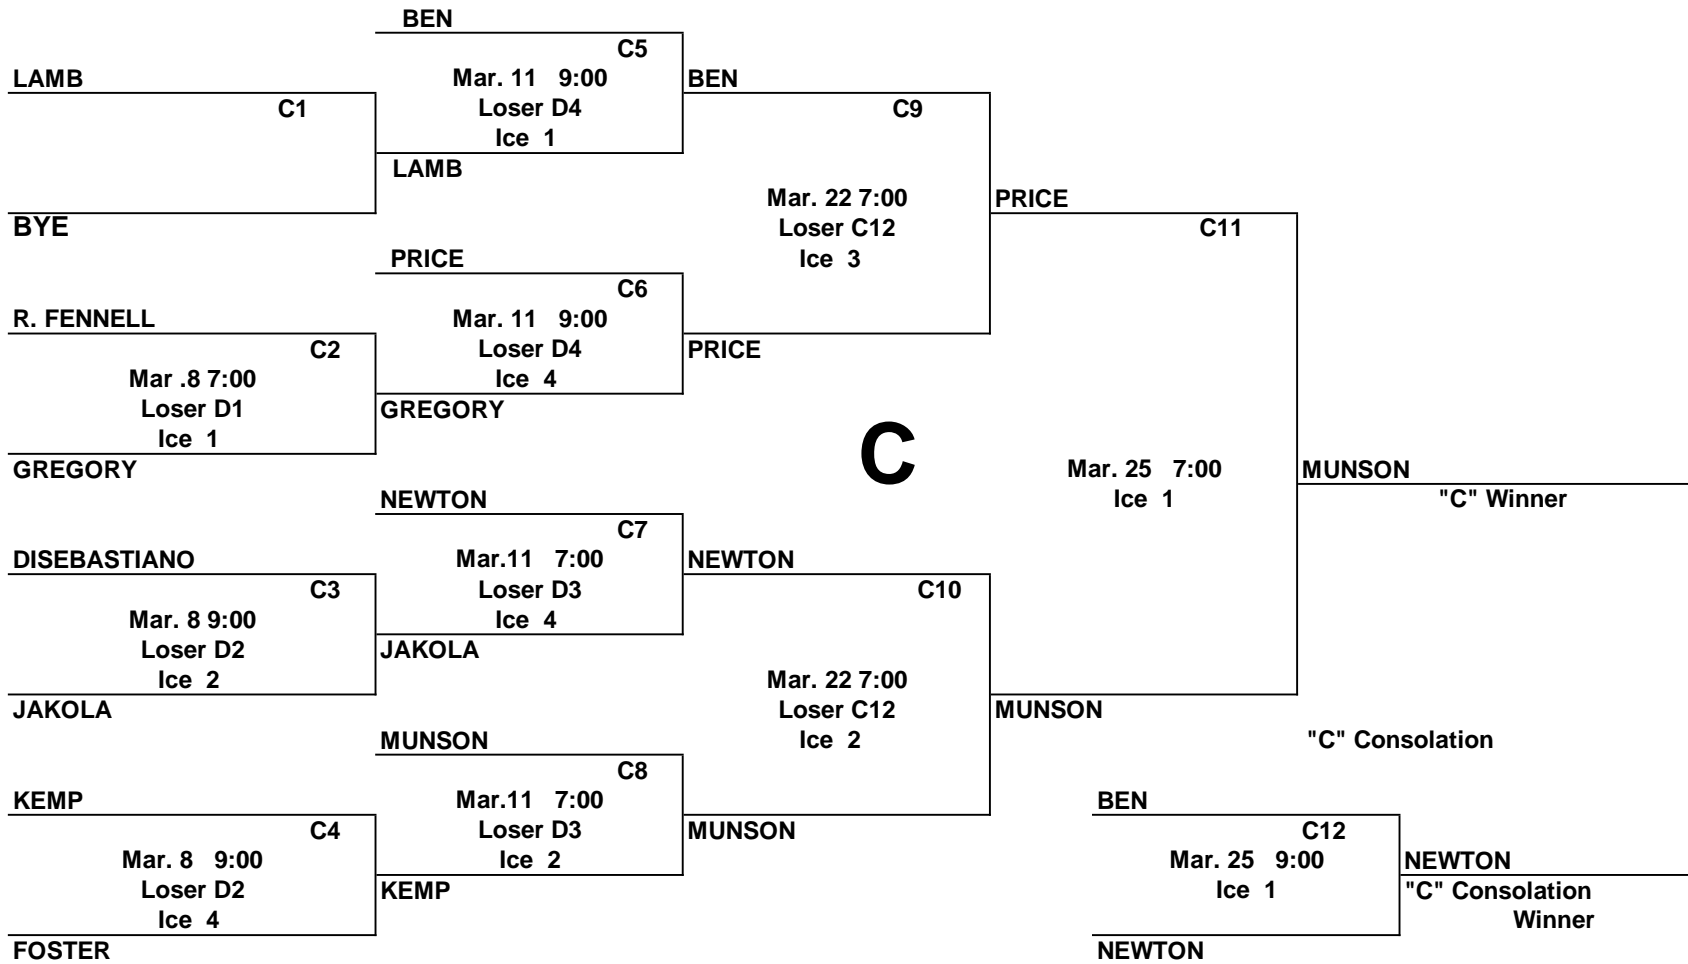 BEN
C5
LAMB
Mar. 11 9:00
BEN
C1
Loser D4
C9
Ice 1
LAMB
Mar. 22 7:00
PRICE
BYE
Loser C12
C11
PRICE
Ice 3
C6
R. FENNELL
Mar. 11 9:00
C2
Loser D4
PRICE
Mar .8 7:00
Ice 4
Loser D1
GREGORY
Ice 1
C
GREGORY
Mar. 25 7:00
MUNSON
NEWTON
Ice 1
"C" Winner
C7
DISEBASTIANO
Mar.11 7:00
NEWTON
C3
Loser D3
C10
Mar. 8 9:00
Ice 4
Loser D2
JAKOLA
Ice 2
Mar. 22 7:00
JAKOLA
Loser C12
MUNSON
MUNSON
Ice 2
"C" Consolation
C8
KEMP
Mar.11 7:00
BEN
C4
Loser D3
MUNSON
C12
Mar. 8 9:00
Ice 2
Mar. 25 9:00
NEWTON
Loser D2
KEMP
Ice 1
"C" Consolation
Ice 4
Winner
FOSTER
NEWTON